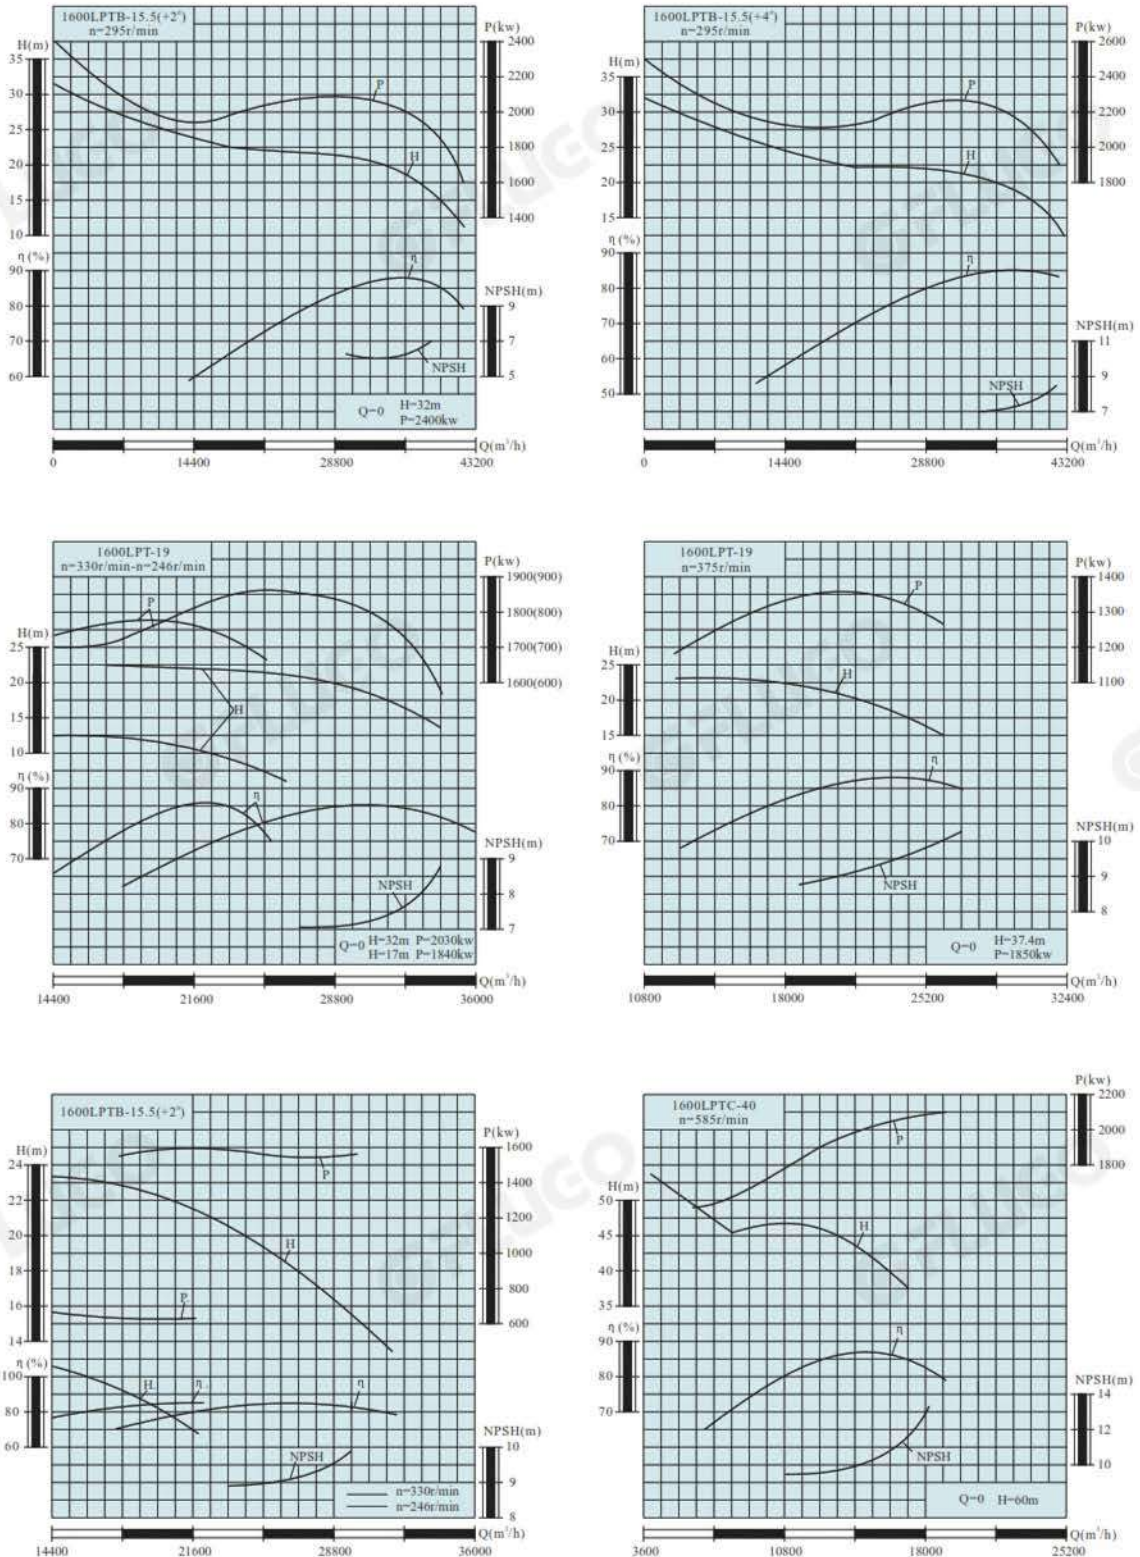 1600LPTB-15.5(+2°)
n=295r/min
H(m)
35
30
25
20
15
10
P(kw)
2400
2200
2000
1800
1600
1400
P
H
η(%)
90
80
70
60
NPSH(m)
9
7
5
η
NPSH
Q=0 H=32m
P=2400kw
0 14400 28800 43200
Q(m³/h)
1600LPTB-15.5(+4°)
n=295r/min
H(m)
35
30
25
20
15
P(kw)
2600
2400
2200
2000
1800
P
H
η(%)
90
80
70
60
50
NPSH(m)
11
9
7
η
NPSH
0 14400 28800 43200
Q(m³/h)
1600LPT-19
n=330r/min-n=246r/min
H(m)
25
20
15
10
P(kw)
1900(900)
1800(800)
1700(700)
1600(600)
P
H
η(%)
90
80
70
NPSH(m)
9
8
7
η
NPSH
Q=0 H=32m P=2030kw
H=17m P=1840kw
14400 21600 28800 36000
Q(m³/h)
1600LPT-19
n=375r/min
H(m)
25
20
15
P(kw)
1400
1300
1200
1100
P
H
η(%)
90
80
70
NPSH(m)
10
9
8
η
NPSH
Q=0 H=37.4m
P=1850kw
10800 18000 25200 32400
Q(m³/h)
1600LPTB-15.5(+2°)
H(m)
24
22
20
18
16
14
P(kw)
1600
1400
1200
1000
800
600
P
H
P
η(%)
100
80
60
H
η
η
NPSH(m)
10
9
8
NPSH
n=330r/min
n=246r/min
14400 21600 28800 36000
Q(m³/h)
1600LPTC-40
n=585r/min
P(kw)
2200
2000
1800
H(m)
50
45
40
35
P
H
η(%)
90
80
70
NPSH(m)
14
12
10
η
NPSH
Q=0 H=60m
3600 10800 18000 25200
Q(m³/h)